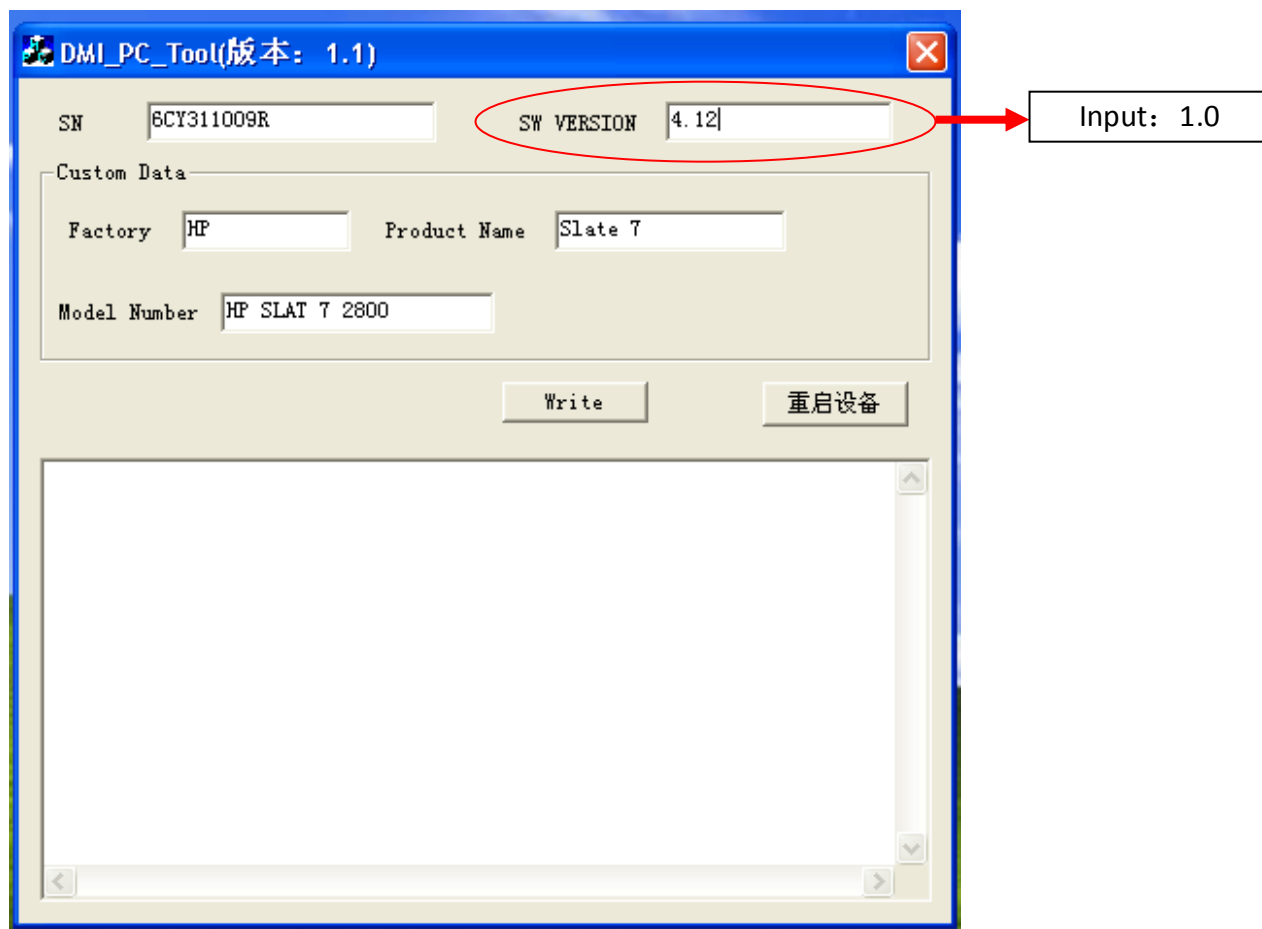 DMI_PC_Tool(版本： 1.1)
SN 6CY311009R SW VERSION 4.12
Input：1.0
Custom Data
Factory HP Product Name Slate 7
Model Number HP SLAT 7 2800
Write 重启设备